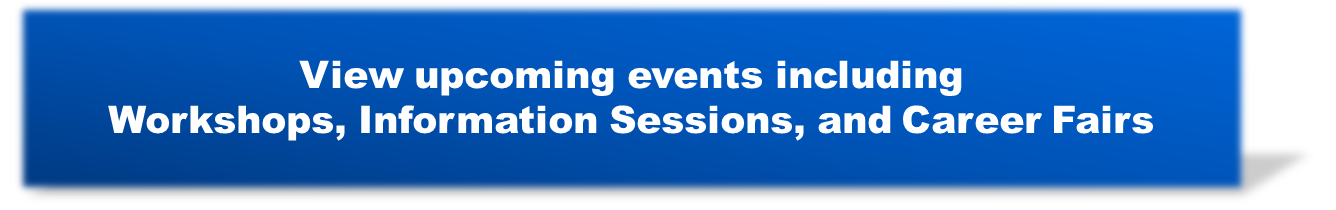 View upcoming events including
Workshops, Information Sessions, and Career Fairs